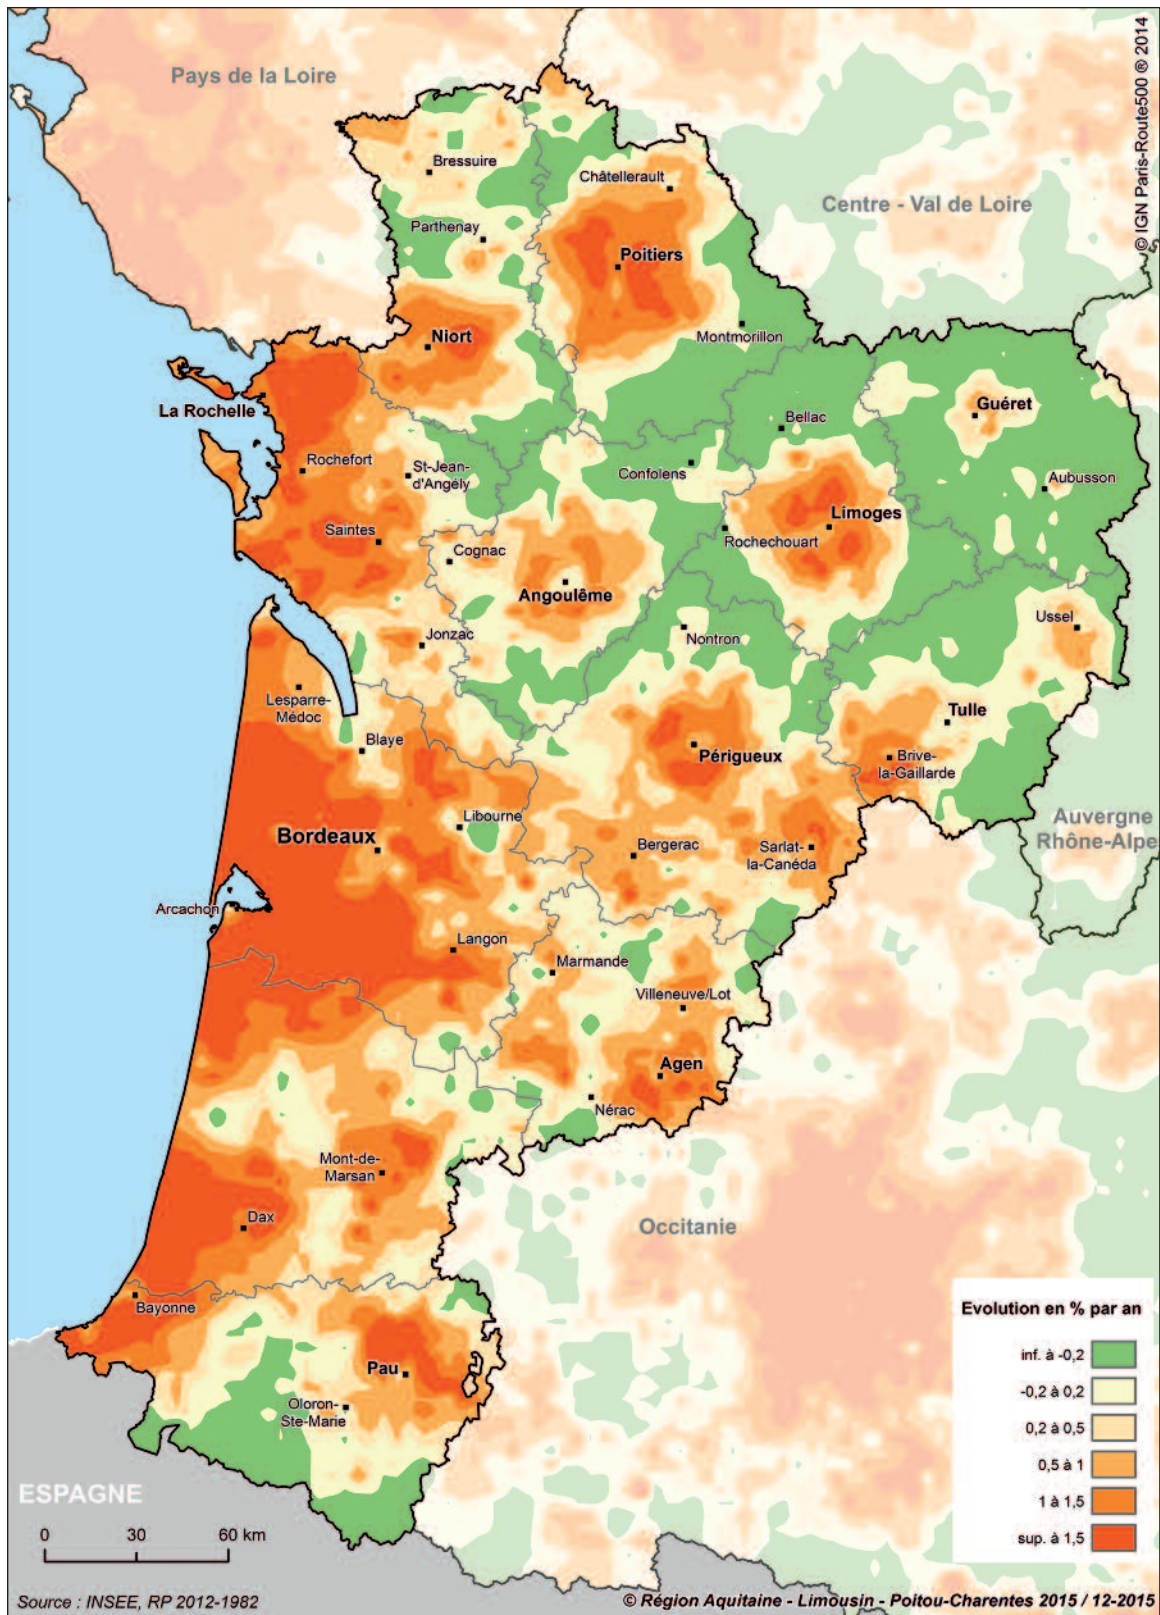 © IGN Paris-Route500 ® 2014
Pays de la Loire
Bressuire
Châtellerault
Centre - Val de Loire
Parthenay
Poitiers
Niort
Montmorillon
La Rochelle
Guéret
Bellac
Rochefort
St-Jean-
d'Angély
Confolens
Aubusson
Limoges
Saintes
Rochechouart
Cognac
Angoulême
Ussel
Jonzac
Nontron
Lesparre-
Médoc
Tulle
Blaye
Périgueux
Brive-
la-Gaillarde
Libourne
Auvergne
Rhône-Alpe
Bordeaux
Bergerac
Sarlat-
la-Canéda
Arcachon
Langon
Marmande
Villeneuve/Lot
Agen
Nérac
Mont-de-
Marsan
Dax
Occitanie
Bayonne
Pau
Oloron-
Ste-Marie
Evolution en % par an
inf. à -0,2
-0,2 à 0,2
0,2 à 0,5
0,5 à 1
1 à 1,5
sup. à 1,5
ESPAGNE
0 30 60 km
Source : INSEE, RP 2012-1982
© Région Aquitaine - Limousin - Poitou-Charentes 2015 / 12-2015